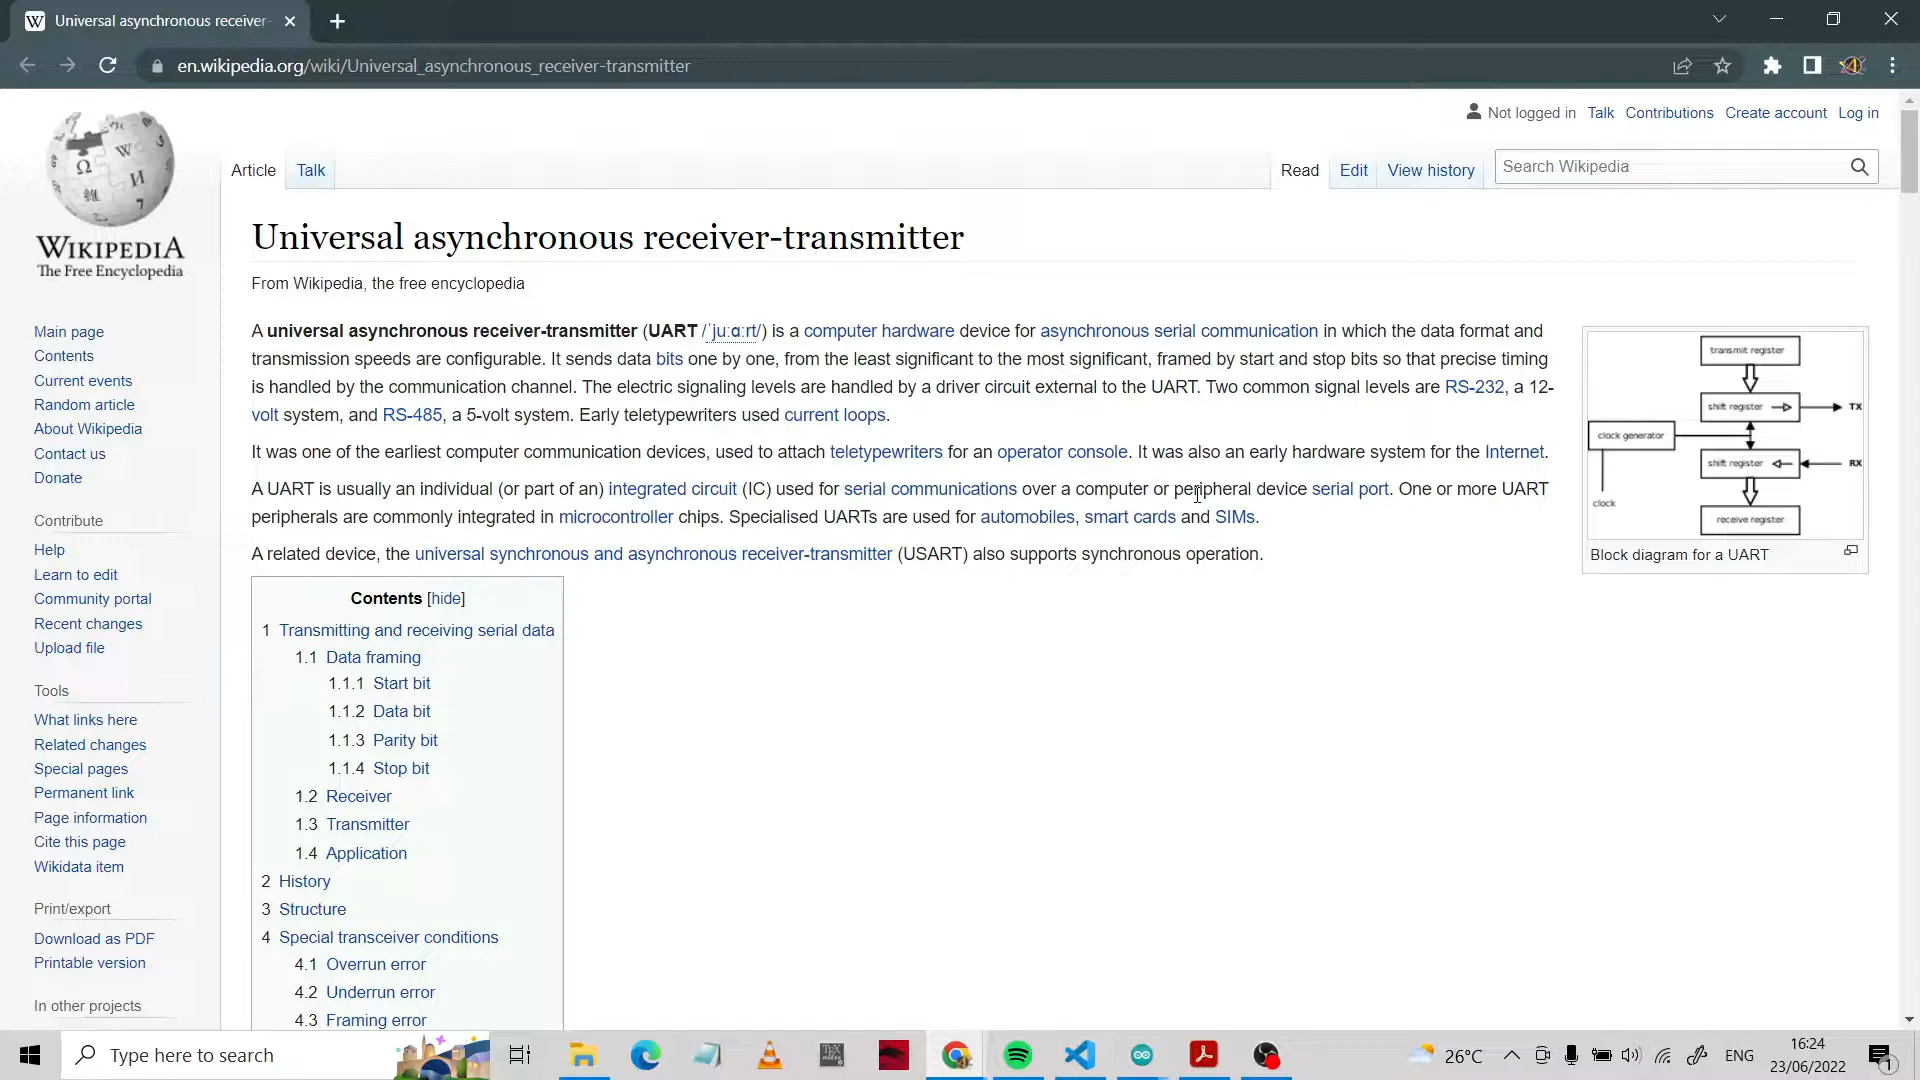 Universal asynchronous receiver-
en.wikipedia.org/wiki/Universal_asynchronous_receiver-transmitter
Not logged in Talk Contributions Create account Log in
Article Talk Read Edit View history Search Wikipedia
WIKIPEDIA
The Free Encyclopedia
Main page
Contents
Current events
Random article
About Wikipedia
Contact us
Donate
Contribute
Help
Learn to edit
Community portal
Recent changes
Upload file
Tools
What links here
Related changes
Special pages
Permanent link
Page information
Cite this page
Wikidata item
Print/export
Download as PDF
Printable version
In other projects
Universal asynchronous receiver-transmitter
From Wikipedia, the free encyclopedia
A universal asynchronous receiver-transmitter (UART /ˈjuːɑːrt/) is a computer hardware device for asynchronous serial communication in which the data format and
transmission speeds are configurable. It sends data bits one by one, from the least significant to the most significant, framed by start and stop bits so that precise timing
is handled by the communication channel. The electric signaling levels are handled by a driver circuit external to the UART. Two common signal levels are RS-232, a 12-
volt system, and RS-485, a 5-volt system. Early teletypewriters used current loops.
It was one of the earliest computer communication devices, used to attach teletypewriters for an operator console. It was also an early hardware system for the Internet.
A UART is usually an individual (or part of an) integrated circuit (IC) used for serial communications over a computer or peripheral device serial port. One or more UART
peripherals are commonly integrated in microcontroller chips. Specialised UARTs are used for automobiles, smart cards and SIMs.
A related device, the universal synchronous and asynchronous receiver-transmitter (USART) also supports synchronous operation.
transmit register
shift register
TX
clock generator
shift register
RX
clock
receive register
Block diagram for a UART
Contents [hide]
1 Transmitting and receiving serial data
1.1 Data framing
1.1.1 Start bit
1.1.2 Data bit
1.1.3 Parity bit
1.1.4 Stop bit
1.2 Receiver
1.3 Transmitter
1.4 Application
2 History
3 Structure
4 Special transceiver conditions
4.1 Overrun error
4.2 Underrun error
4.3 Framing error
Type here to search
26°C
ENG
16:24
23/06/2022
1